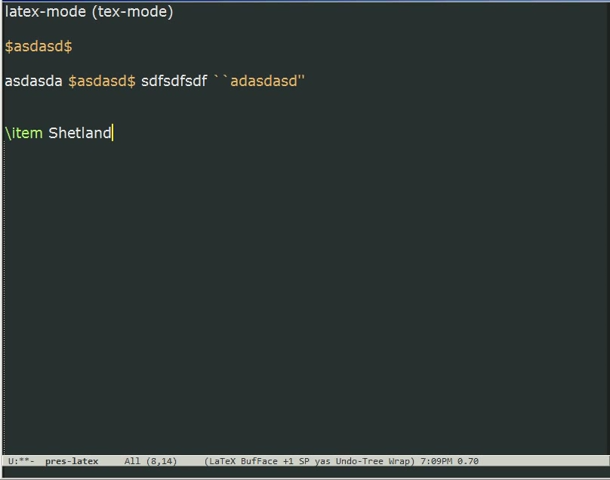 latex-mode (tex-mode)
$asdasd$
asdasda $asdasd$ sdfsdfsdf ``adasdasd''
\item Shetland
U:**-  pres-latex     All (8,14)     (LaTeX BufFace +1 SP yas Undo-Tree Wrap) 7:09PM 0.70